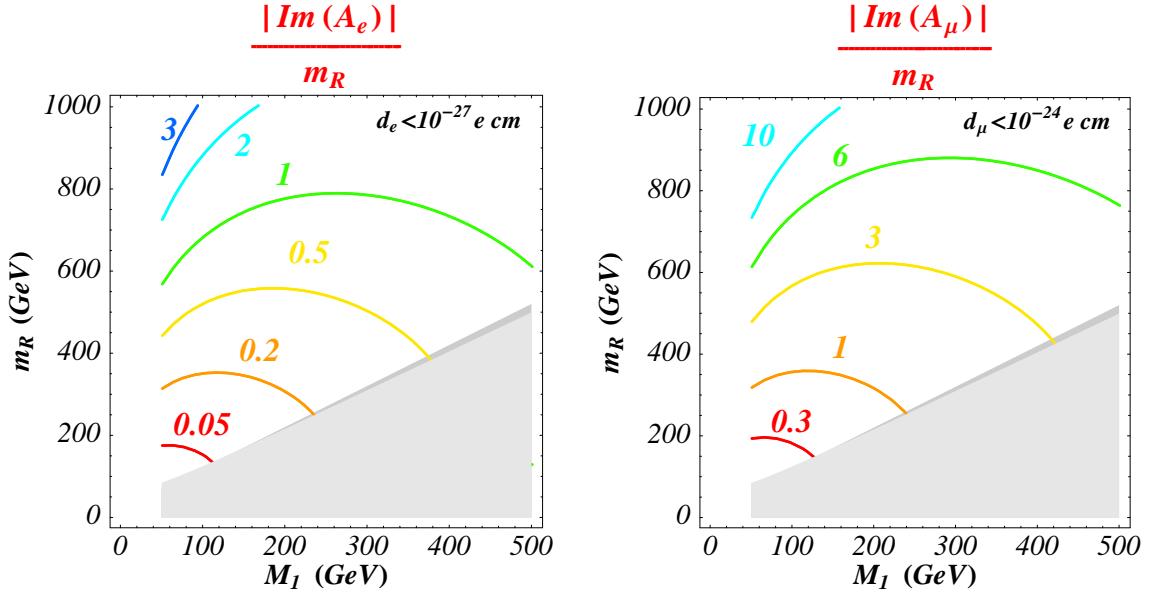 | Im (A_e) |
m_R
1000
800
600
400
200
0
m_R (GeV)
d_e < 10^{-27} e cm
3
2
1
0.5
0.2
0.05
0 100 200 300 400 500
M_1 (GeV)
| Im (A_μ) |
m_R
1000
800
600
400
200
0
m_R (GeV)
d_μ < 10^{-24} e cm
10
6
3
1
0.3
0 100 200 300 400 500
M_1 (GeV)